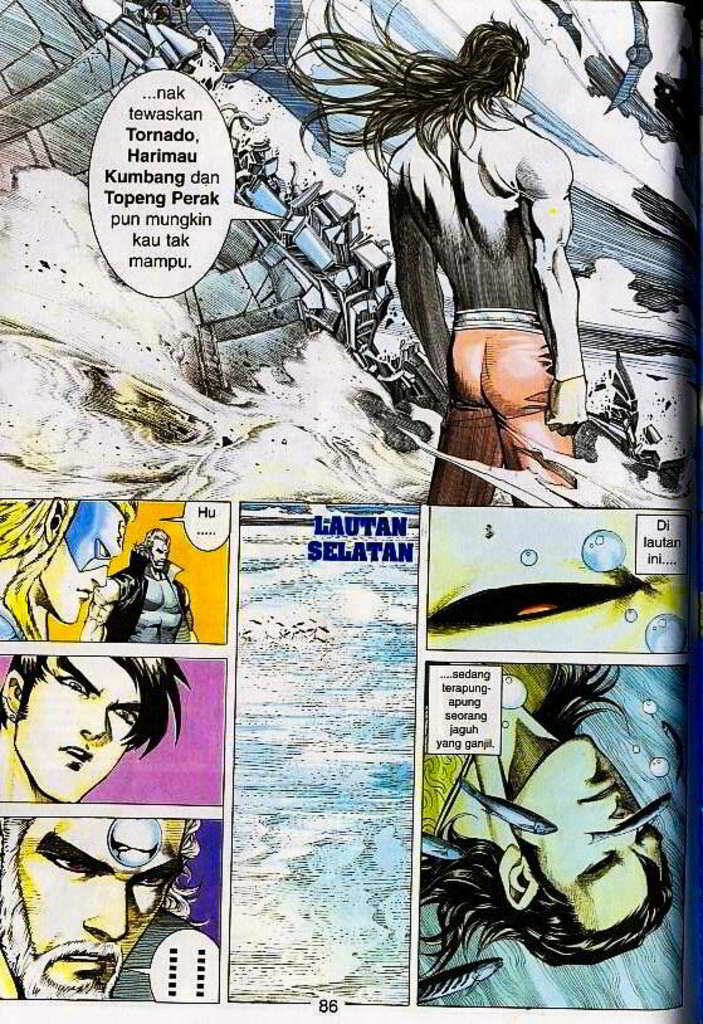 ...nak
tewaskan
Tornado,
Harimau
Kumbang dan
Topeng Perak
pun mungkin
kau tak
mampu.
Hu
.....
LAUTAN
SELATAN
Di
lautan
ini....
....sedang
terapung-
apung
seorang
jaguh
yang ganjil.
!! !! !! !!
86